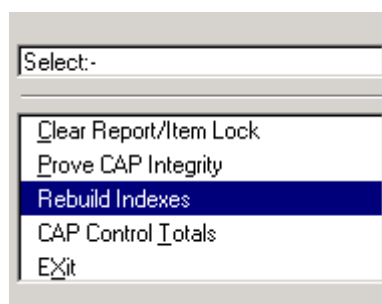 Select:-
Clear Report/Item Lock
Prove CAP Integrity
Rebuild Indexes
CAP Control Totals
EXit